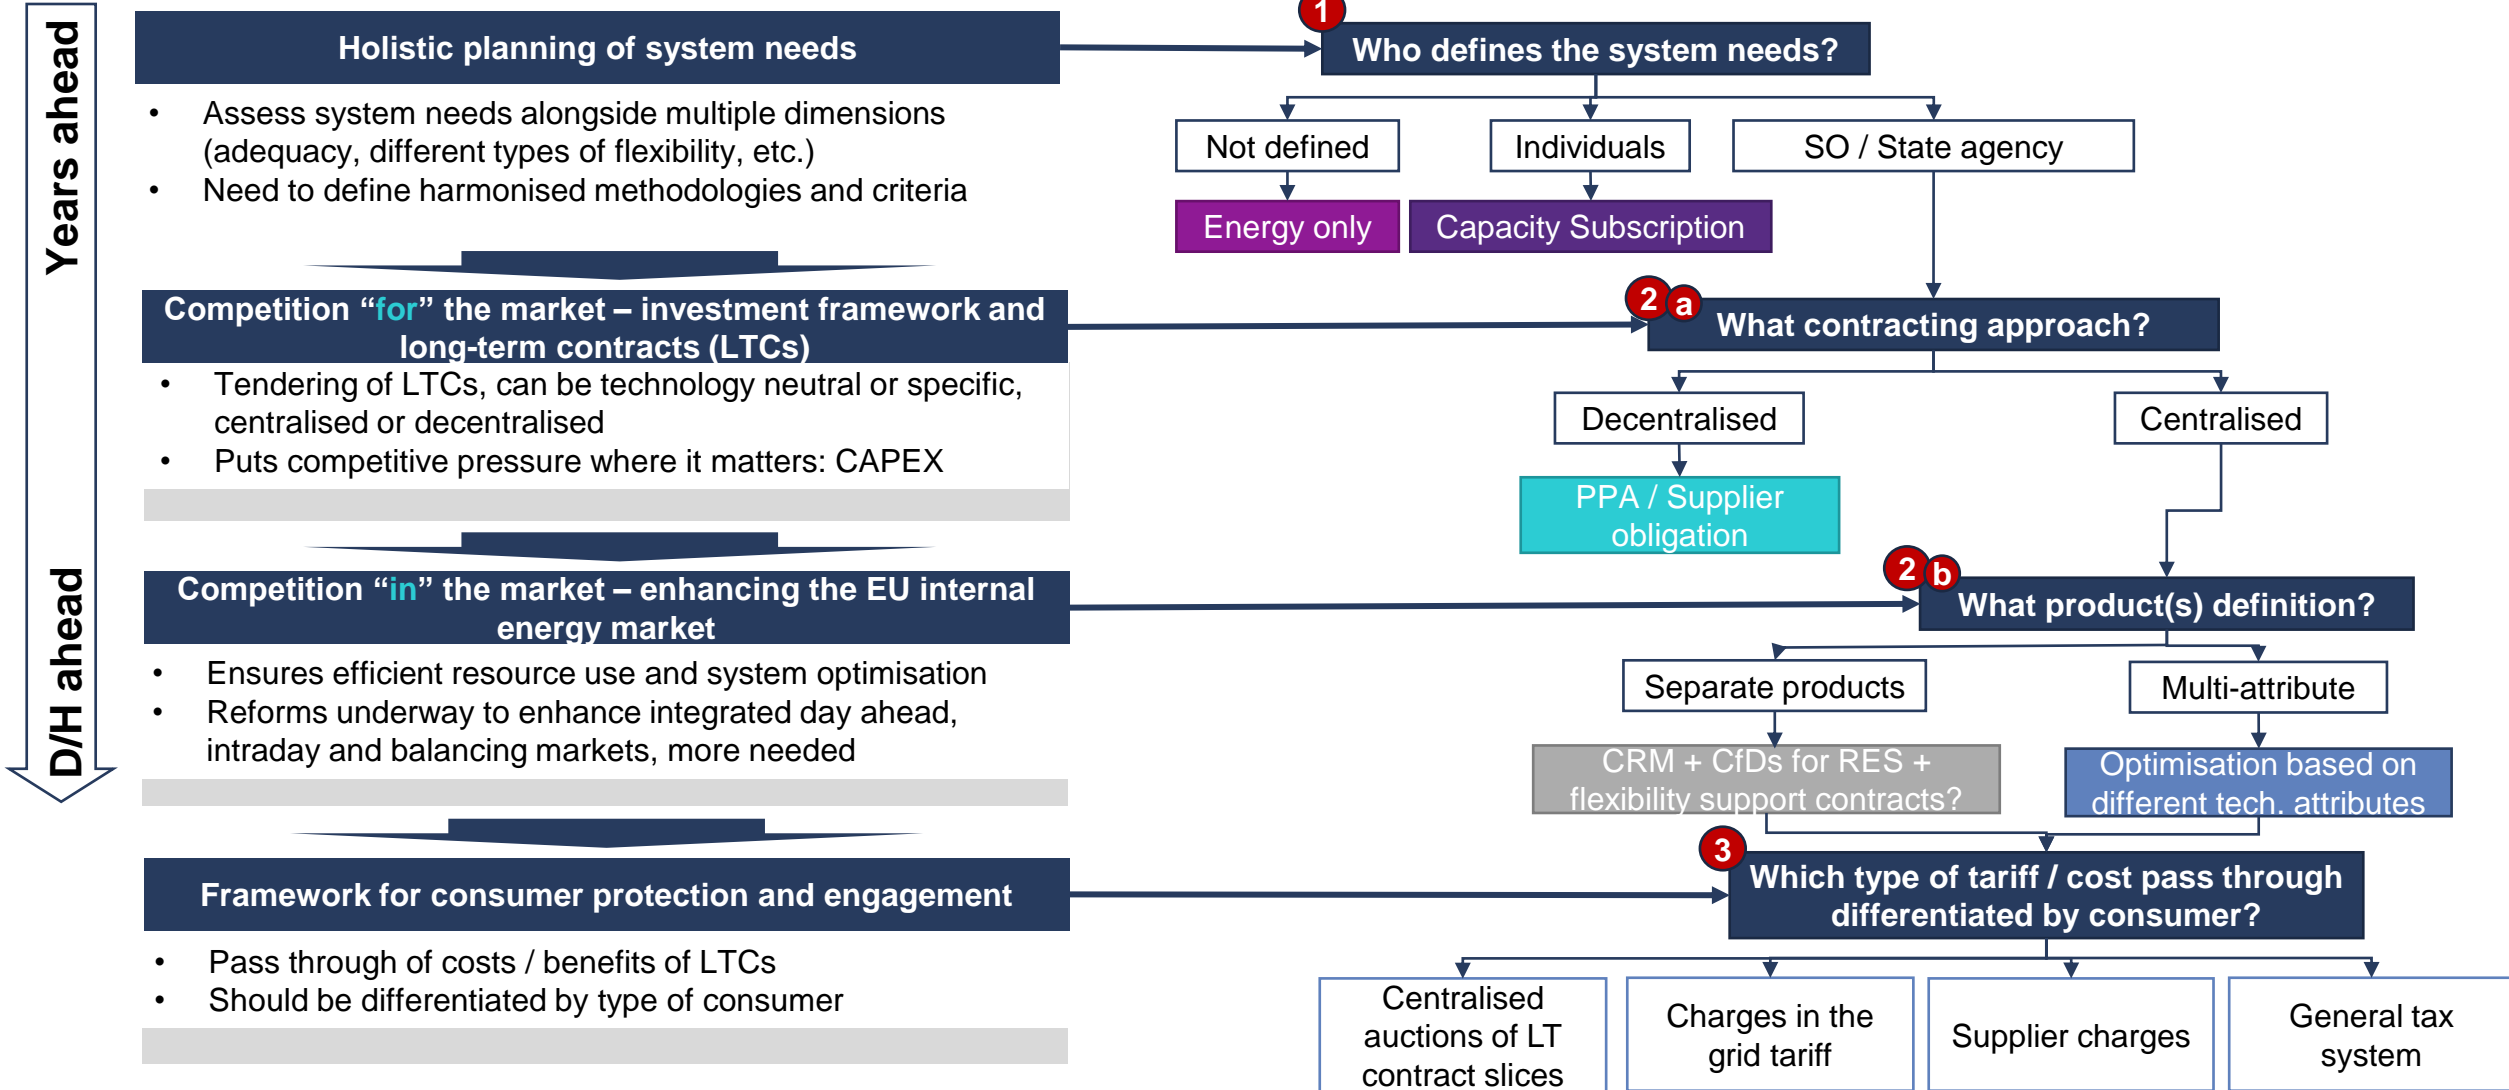 Years ahead
D/H ahead
Holistic planning of system needs
• Assess system needs alongside multiple dimensions
(adequacy, different types of flexibility, etc.)
• Need to define harmonised methodologies and criteria
Competition “for” the market – investment framework and
long-term contracts (LTCs)
• Tendering of LTCs, can be technology neutral or specific,
centralised or decentralised
• Puts competitive pressure where it matters: CAPEX
Competition “in” the market – enhancing the EU internal
energy market
• Ensures efficient resource use and system optimisation
• Reforms underway to enhance integrated day ahead,
intraday and balancing markets, more needed
Framework for consumer protection and engagement
• Pass through of costs / benefits of LTCs
• Should be differentiated by type of consumer
1
Who defines the system needs?
Not defined
Individuals
SO / State agency
Energy only
Capacity Subscription
2 a
What contracting approach?
Decentralised
Centralised
PPA / Supplier
obligation
2 b
What product(s) definition?
Separate products
Multi-attribute
CRM + CfDs for RES +
flexibility support contracts?
Optimisation based on
different tech. attributes
3
Which type of tariff / cost pass through
differentiated by consumer?
Centralised
auctions of LT
contract slices
Charges in the
grid tariff
Supplier charges
General tax
system